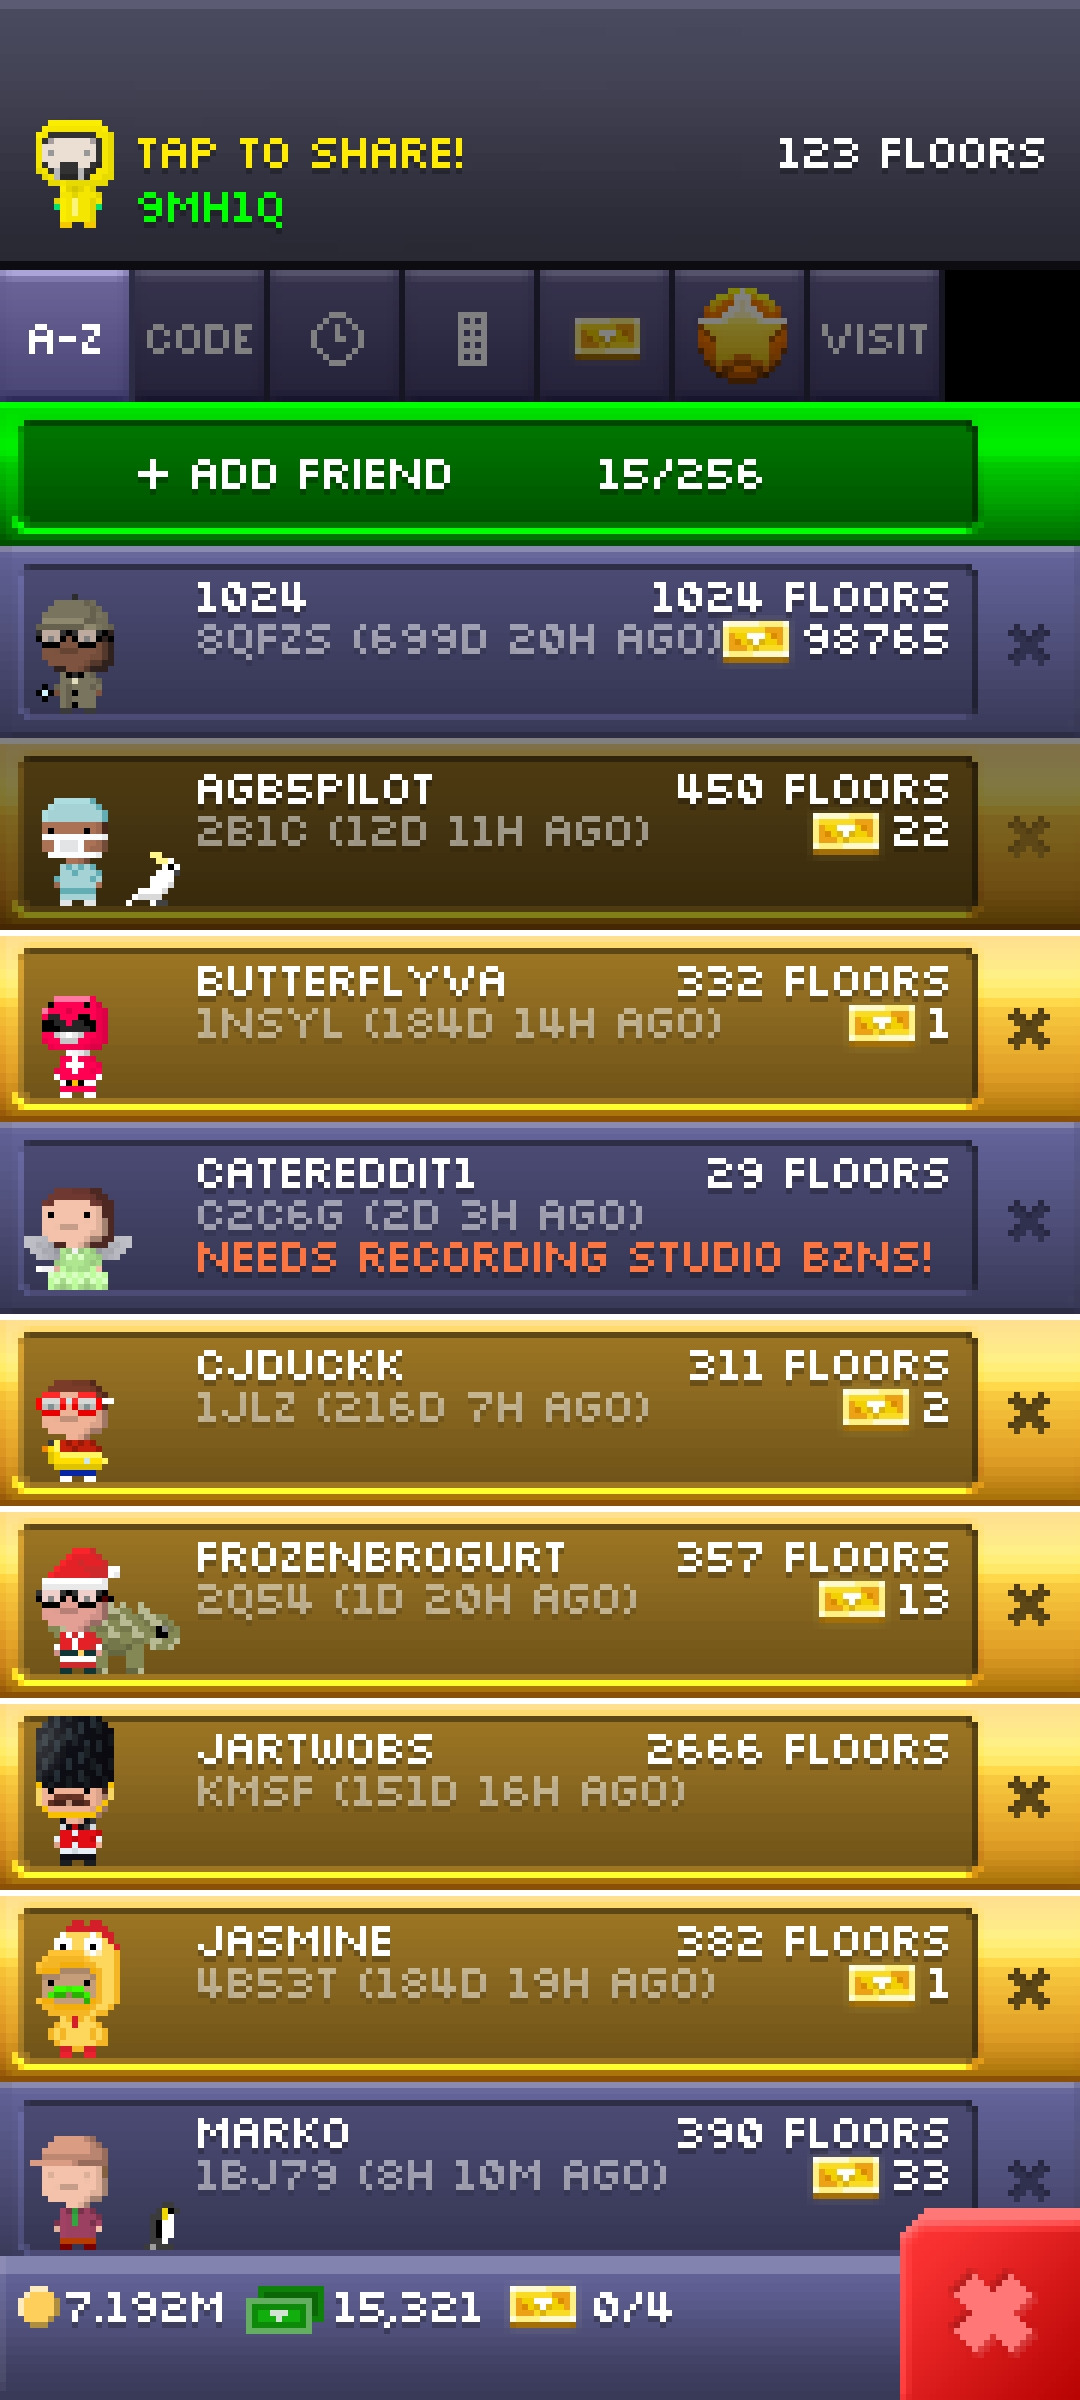 TAP TO SHARE! 123 FLOORS
9MH1Q
A-Z CODE VISIT
+ ADD FRIEND 15/256
1024 1024 FLOORS
8QFZS (699D 20H AGO) 98765
AGB5PILOT 450 FLOORS
2B1C (12D 11H AGO) 22
BUTTERFLYVA 332 FLOORS
1NSYL (184D 14H AGO) 1
CATEREDDIT1 29 FLOORS
C2C6G (2D 3H AGO)
NEEDS RECORDING STUDIO BZNS!
CJDUCKK 311 FLOORS
1JLZ (216D 7H AGO) 2
FROZENBROGURT 357 FLOORS
2Q54 (1D 20H AGO) 13
JARTWOBS 2666 FLOORS
KMSF (151D 16H AGO)
JASMINE 382 FLOORS
4B53T (184D 19H AGO) 1
MARKO 390 FLOORS
1BJ79 (8H 10M AGO) 33
7.192M 15,321 0/4